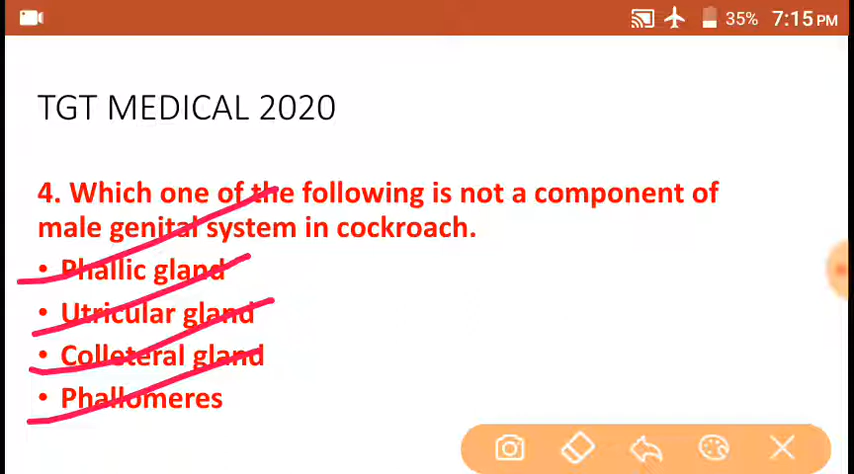 35% 7:15 PM
TGT MEDICAL 2020
4. Which one of the following is not a component of
male genital system in cockroach.
• Phallic gland
• Utricular gland
• Colleteral gland
• Phallomeres